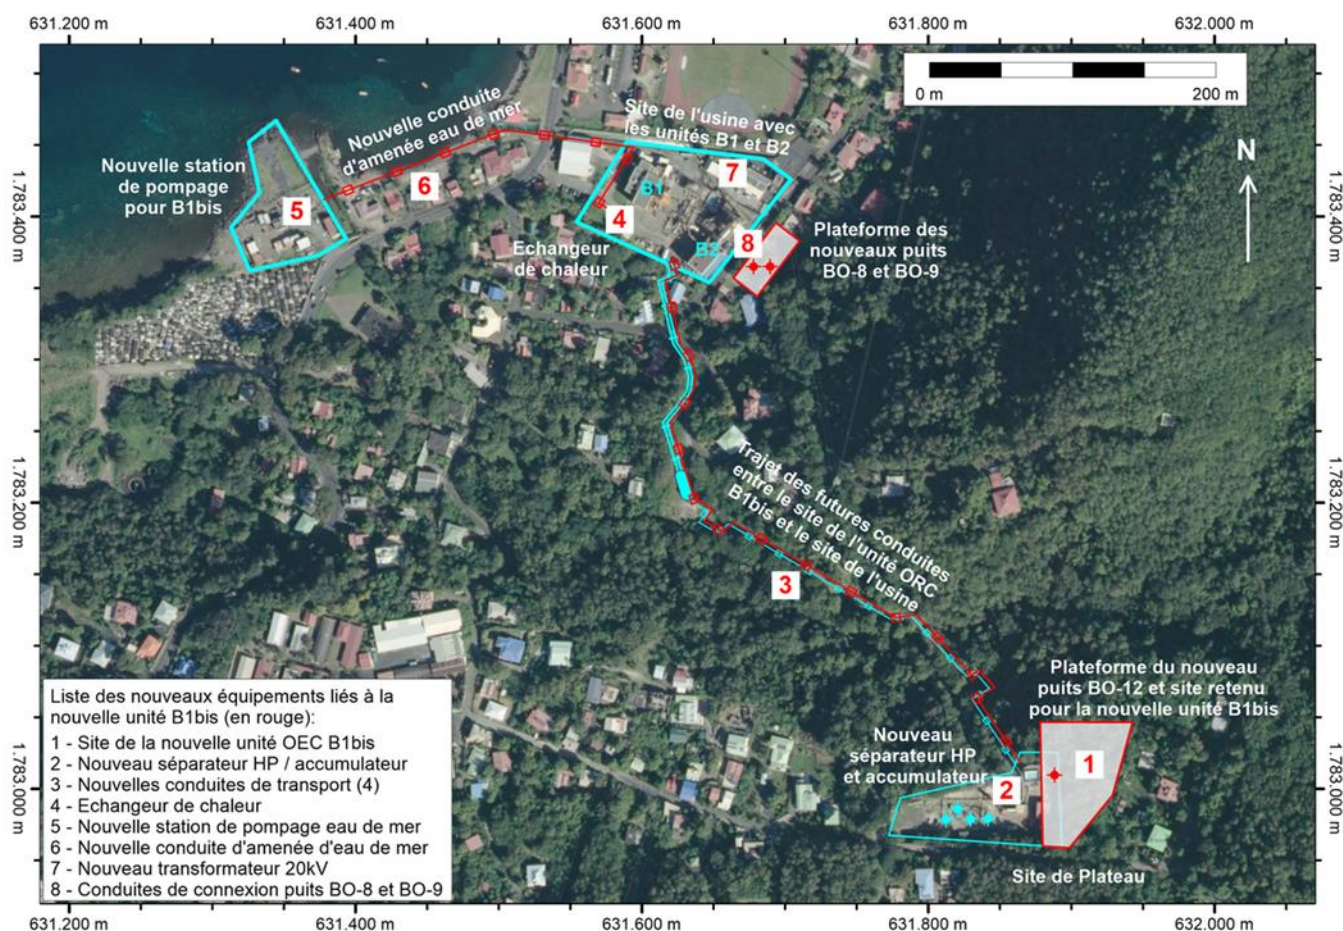 631.200 m
631.400 m
631.600 m
631.800 m
632.000 m
0 m
200 m
N
Nouvelle conduite
d'amenée eau de mer
Site de l'usine avec
les unités B1 et B2
Nouvelle station
de pompage
pour B1bis
5
6
B1
7
4
B2
8
Echangeur
de chaleur
Plateforme des
nouveaux puits
BO-8 et BO-9
1.783.400 m
1.783.400 m
1.783.200 m
1.783.200 m
Trajet des futures conduites
entre le site de l'unité ORC
B1bis et le site de l'usine
3
Plateforme du nouveau
puits BO-12 et site retenu
pour la nouvelle unité B1bis
Nouveau
séparateur HP
et accumulateur
2
1
1.783.000 m
1.783.000 m
Site de Plateau
Liste des nouveaux équipements liés à la
nouvelle unité B1bis (en rouge):
1 - Site de la nouvelle unité OEC B1bis
2 - Nouveau séparateur HP / accumulateur
3 - Nouvelles conduites de transport (4)
4 - Echangeur de chaleur
5 - Nouvelle station de pompage eau de mer
6 - Nouvelle conduite d'amenée d'eau de mer
7 - Nouveau transformateur 20kV
8 - Conduites de connexion puits BO-8 et BO-9
631.200 m
631.400 m
631.600 m
631.800 m
632.000 m